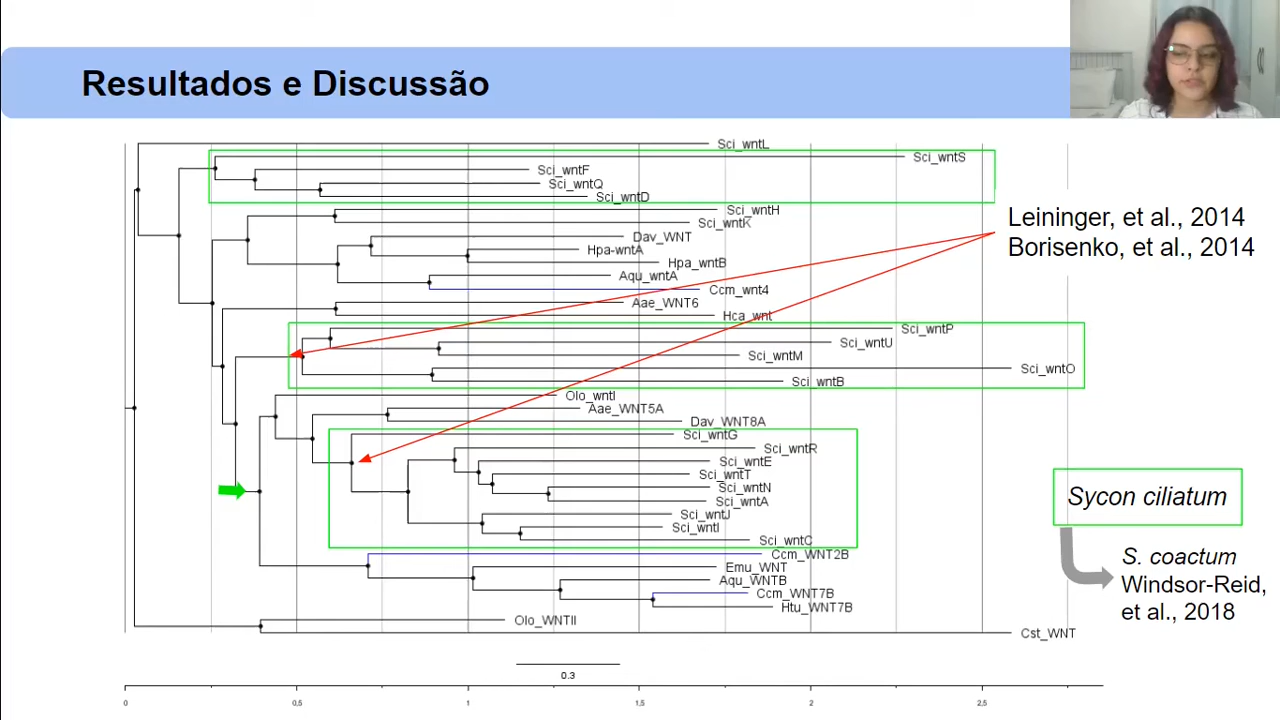 Resultados e Discussão
Sci_wntL
Sci_wntS
Sci_wntF
Sci_wntQ
Sci_wntD
Sci_wntH
Sci_wntK
Dav_WNT
Hpa-wntA
Hpa_wntB
Aqu_wntA
Ccm_wnt4
Aae_WNT6
Hca_wnt
Sci_wntP
Sci_wntU
Sci_wntM
Sci_wntO
Sci_wntB
Olo_wntI
Aae_WNT5A
Dav_WNT8A
Sci_wntG
Sci_wntR
Sci_wntE
Sci_wntT
Sci_wntN
Sci_wntA
Sci_wntJ
Sci_wntI
Sci_wntC
Ccm_WNT2B
Emu_WNT
Aqu_WNTB
Ccm_WNT7B
Htu_WNT7B
Olo_WNTII
Cst_WNT
0.3
0 0,5 1 1,5 2 2,5
Leininger, et al., 2014
Borisenko, et al., 2014
Sycon ciliatum
S. coactum
Windsor-Reid,
et al., 2018